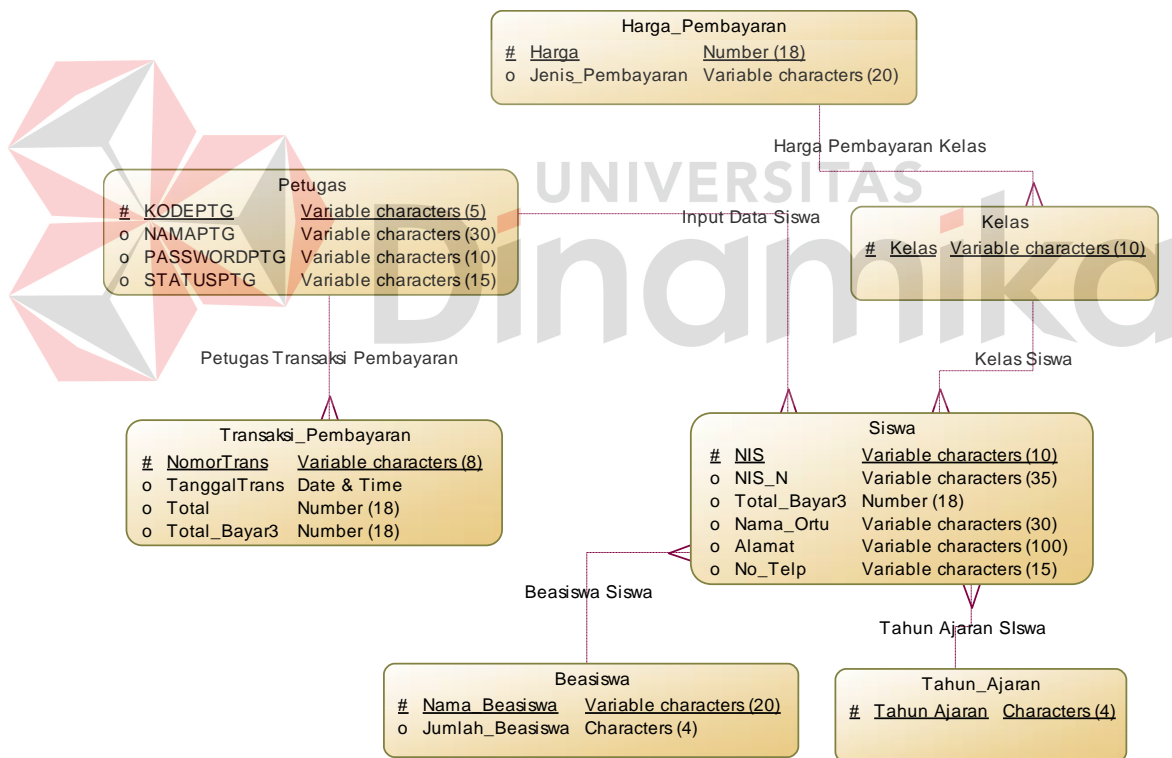 Harga_Pembayaran
# Harga Number (18)
o Jenis_Pembayaran Variable characters (20)
Harga Pembayaran Kelas
UNIVERSITAS
Dinamika
Petugas
# KODEPTG Variable characters (5)
o NAMAPTG Variable characters (30)
o PASSWORDPTG Variable characters (10)
o STATUSPTG Variable characters (15)
Input Data Siswa
Kelas
# Kelas Variable characters (10)
Petugas Transaksi Pembayaran
Kelas Siswa
Transaksi_Pembayaran
# NomorTrans Variable characters (8)
o TanggalTrans Date & Time
o Total Number (18)
o Total_Bayar3 Number (18)
Siswa
# NIS Variable characters (10)
o NIS_N Variable characters (35)
o Total_Bayar3 Number (18)
o Nama_Ortu Variable characters (30)
o Alamat Variable characters (100)
o No_Telp Variable characters (15)
Beasiswa Siswa
Tahun Ajaran SIswa
Beasiswa
# Nama_Beasiswa Variable characters (20)
o Jumlah_Beasiswa Characters (4)
Tahun_Ajaran
# Tahun Ajaran Characters (4)